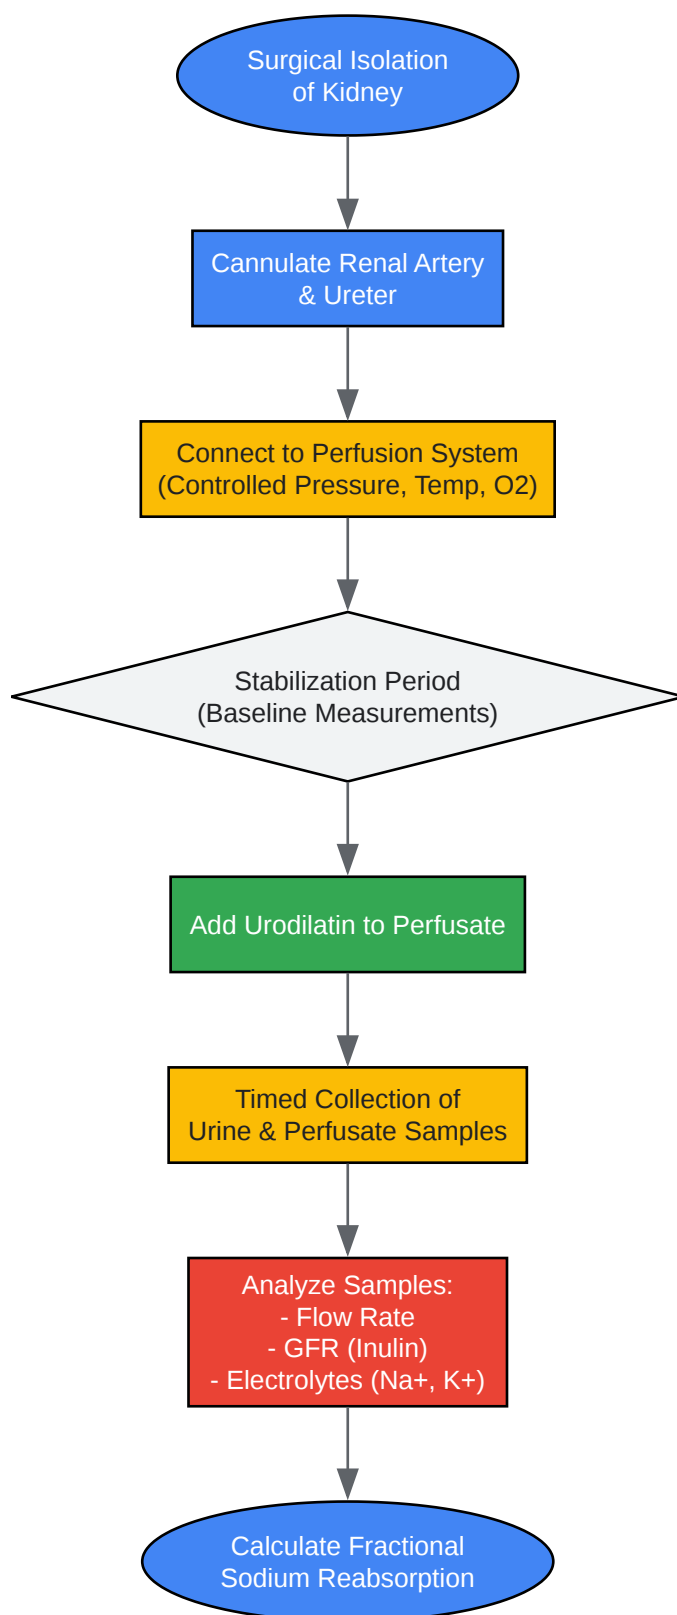 Surgical Isolation
of Kidney
Cannulate Renal Artery
& Ureter
Connect to Perfusion System
(Controlled Pressure, Temp, O2)
Stabilization Period
(Baseline Measurements)
Add Urodilatin to Perfusate
Timed Collection of
Urine & Perfusate Samples
Analyze Samples:
- Flow Rate
- GFR (Inulin)
- Electrolytes (Na+, K+)
Calculate Fractional
Sodium Reabsorption